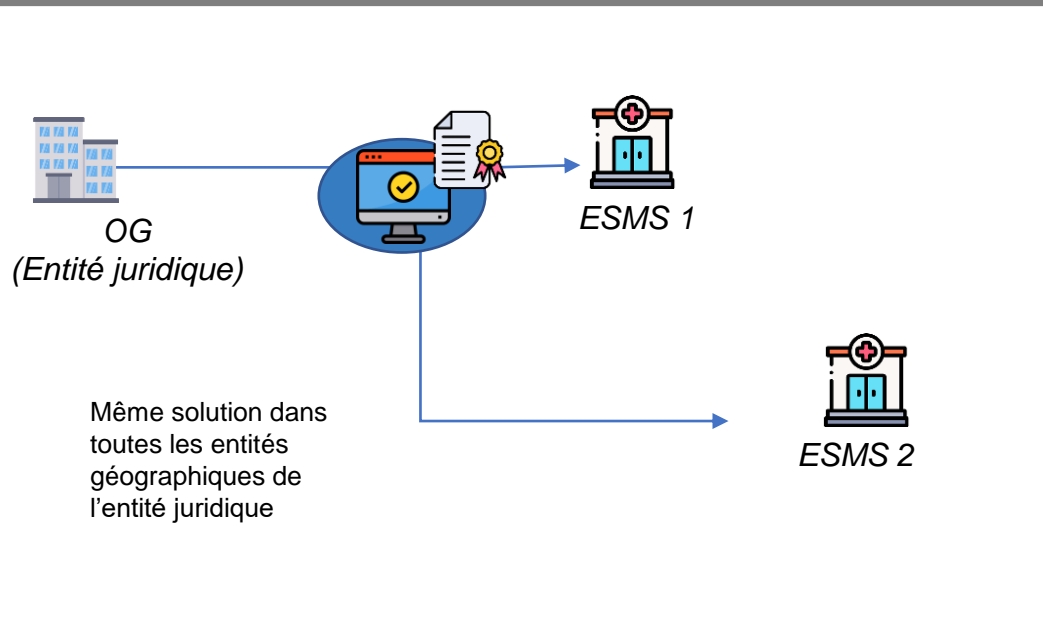 OG
(Entité juridique)
ESMS 1
Même solution dans
toutes les entités
géographiques de
l’entité juridique
ESMS 2